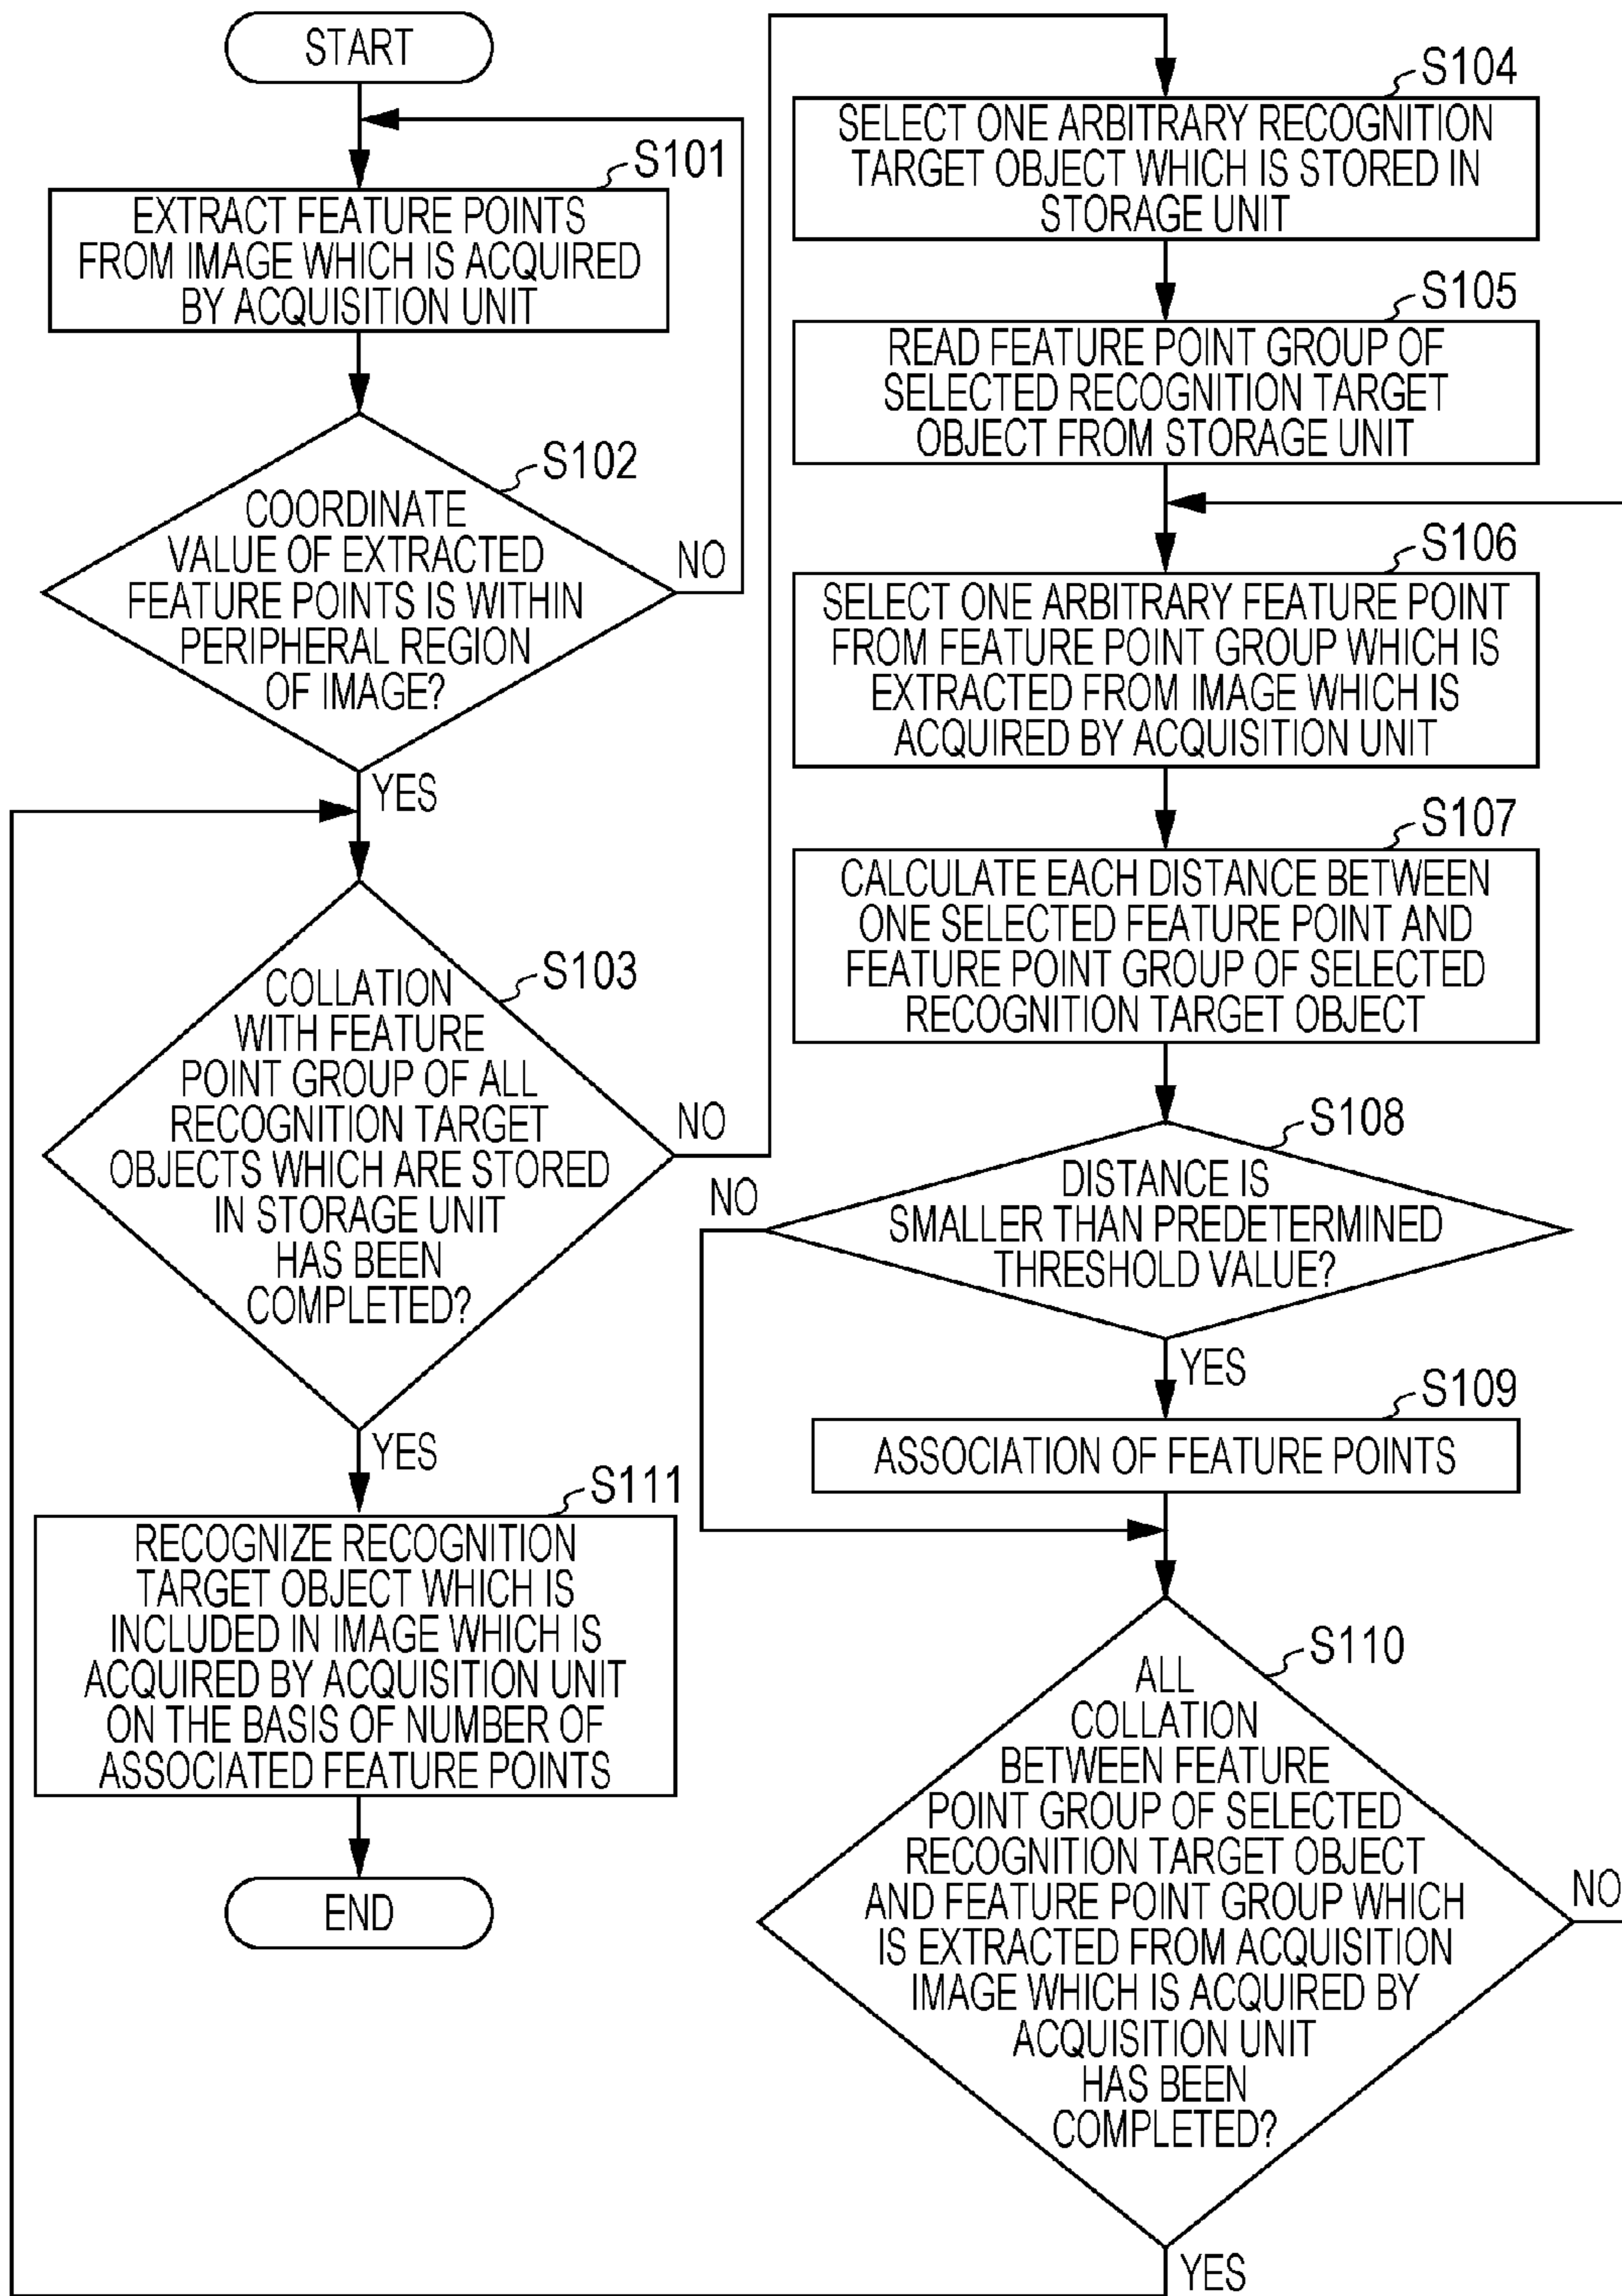 START
S101
EXTRACT FEATURE POINTS
FROM IMAGE WHICH IS ACQUIRED
BY ACQUISITION UNIT
S102
COORDINATE
VALUE OF EXTRACTED
FEATURE POINTS IS WITHIN
PERIPHERAL REGION
OF IMAGE?
NO
YES
S103
COLLATION
WITH FEATURE
POINT GROUP OF ALL
RECOGNITION TARGET
OBJECTS WHICH ARE STORED
IN STORAGE UNIT
HAS BEEN
COMPLETED?
NO
YES
S111
RECOGNIZE RECOGNITION
TARGET OBJECT WHICH IS
INCLUDED IN IMAGE WHICH IS
ACQUIRED BY ACQUISITION UNIT
ON THE BASIS OF NUMBER OF
ASSOCIATED FEATURE POINTS
END
S104
SELECT ONE ARBITRARY RECOGNITION
TARGET OBJECT WHICH IS STORED IN
STORAGE UNIT
S105
READ FEATURE POINT GROUP OF
SELECTED RECOGNITION TARGET
OBJECT FROM STORAGE UNIT
S106
SELECT ONE ARBITRARY FEATURE POINT
FROM FEATURE POINT GROUP WHICH IS
EXTRACTED FROM IMAGE WHICH IS
ACQUIRED BY ACQUISITION UNIT
S107
CALCULATE EACH DISTANCE BETWEEN
ONE SELECTED FEATURE POINT AND
FEATURE POINT GROUP OF SELECTED
RECOGNITION TARGET OBJECT
S108
DISTANCE IS
SMALLER THAN PREDETERMINED
THRESHOLD VALUE?
NO
YES
S109
ASSOCIATION OF FEATURE POINTS
S110
ALL
COLLATION
BETWEEN FEATURE
POINT GROUP OF SELECTED
RECOGNITION TARGET OBJECT
AND FEATURE POINT GROUP WHICH
IS EXTRACTED FROM ACQUISITION
IMAGE WHICH IS ACQUIRED BY
ACQUISITION UNIT
HAS BEEN
COMPLETED?
NO
YES